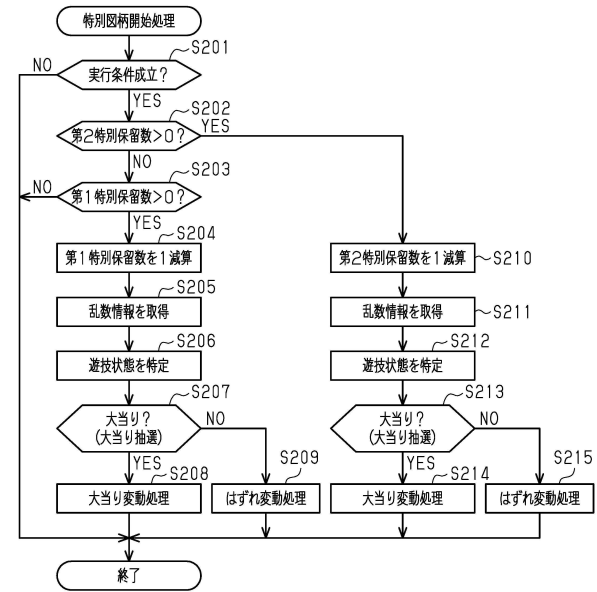 特別図柄開始処理
S201
実行条件成立？
NO
YES
S202
第2特別保留数＞0？
YES
NO
S203
第1特別保留数＞0？
NO
YES
S204
第1特別保留数を1減算
第2特別保留数を1減算
S210
S205
乱数情報を取得
乱数情報を取得
S211
S206
遊技状態を特定
S212
遊技状態を特定
S207
大当り？
(大当り抽選)
NO
YES
S213
大当り？
(大当り抽選)
NO
YES
S208
大当り変動処理
S209
はずれ変動処理
S214
大当り変動処理
S215
はずれ変動処理
終了